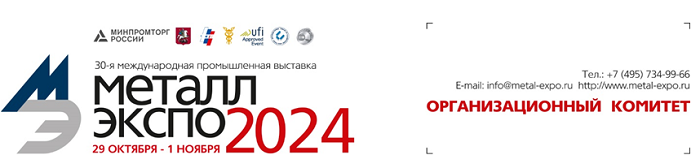 МИНПРОМТОРГ
РОССИИ
ufi
Approved
Event
30-я международная промышленная выставка
МЕТАЛЛ
ЭКСПО 2024
29 ОКТЯБРЯ - 1 НОЯБРЯ
МЭ
Тел.: +7 (495) 734-99-66
E-mail: info@metal-expo.ru http://www.metal-expo.ru
ОРГАНИЗАЦИОННЫЙ КОМИТЕТ